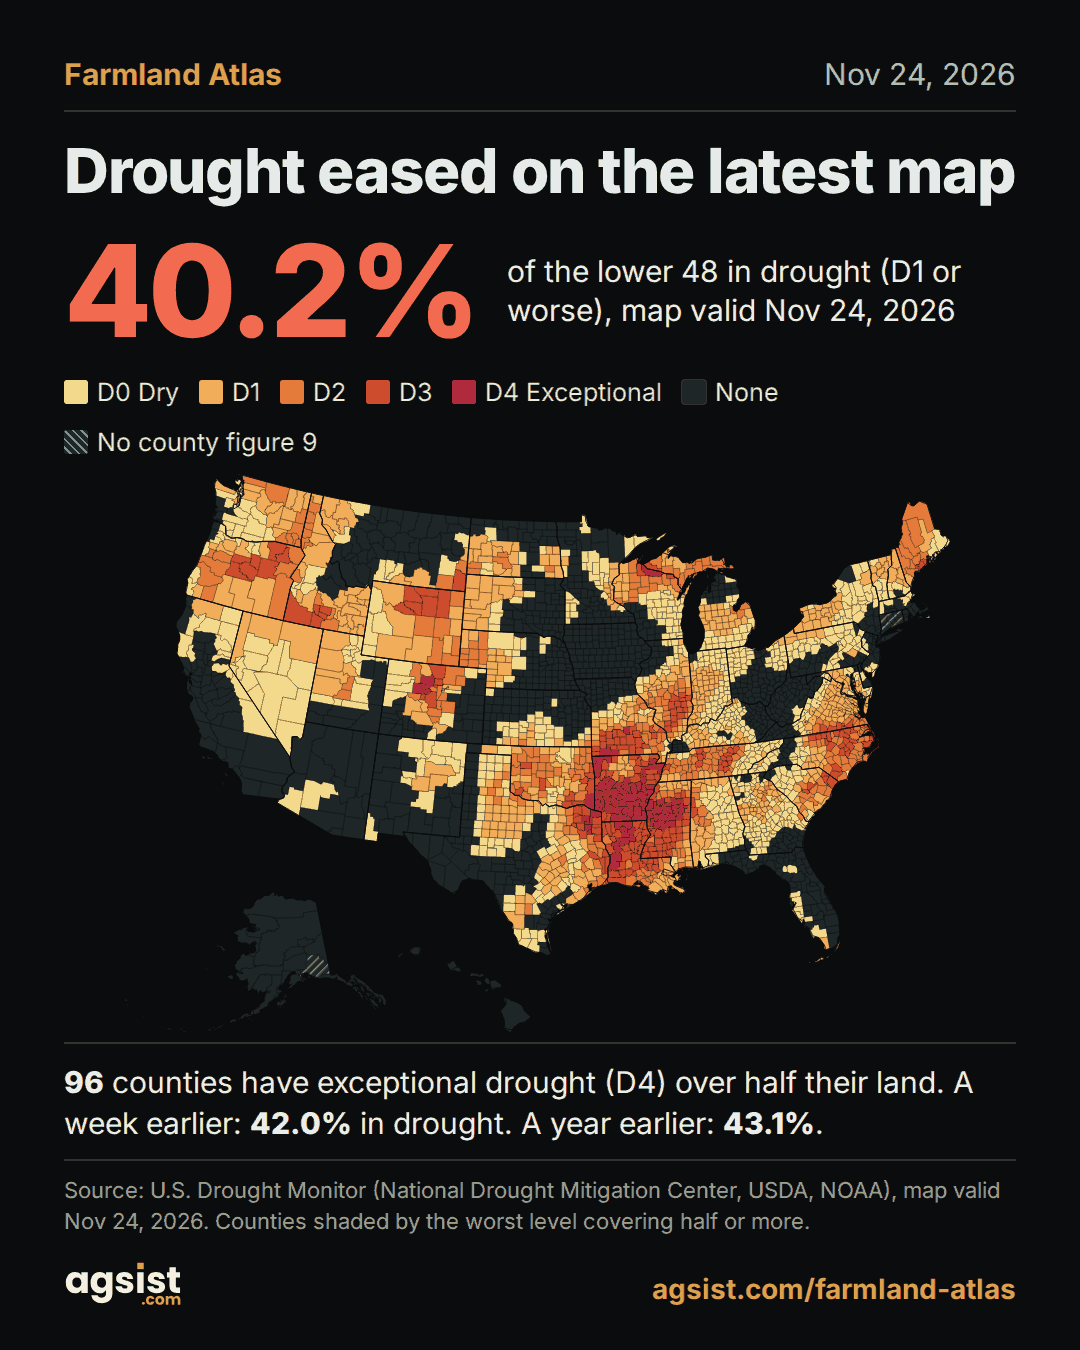 Farmland Atlas
Nov 24, 2026
Drought eased on the latest map
40.2%
of the lower 48 in drought (D1 or
worse), map valid Nov 24, 2026
D0 Dry D1 D2 D3 D4 Exceptional None
No county figure 9
96 counties have exceptional drought (D4) over half their land. A
week earlier: 42.0% in drought. A year earlier: 43.1%.
Source: U.S. Drought Monitor (National Drought Mitigation Center, USDA, NOAA), map valid
Nov 24, 2026. Counties shaded by the worst level covering half or more.
agsist
.com
agsist.com/farmland-atlas